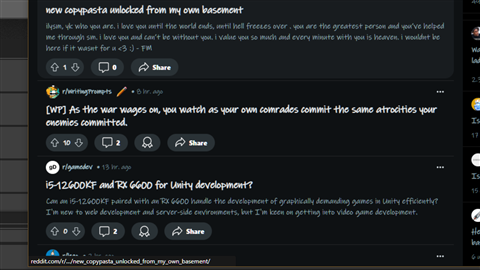 new copypasta unlocked from my own basement
ilysm, yk who you are. i love you until the world ends, until hell freezes over . you are the greatest person and you've helped
me through sm. i love you and can't be without you. i value you so much and every minute with you is heaven. i wouldnt be
here if it wasnt for u <3 ;) - FM
1 0 Share
r/WritingPrompts • 8 hr. ago
[WP] As the war wages on, you watch as your own comrades commit the same atrocities your
enemies committed.
10 2 Share
r/gamedev • 13 hr. ago
i5-12600KF and RX 6600 for Unity development?
Can an i5-12600KF paired with an RX 6600 handle the development of graphically demanding games in Unity efficiently?
I'm new to web development and server-side environments, but I'm keen on getting into video game development.
0 2 Share
reddit.com/r/.../new_copypasta_unlocked_from_my_own_basement/